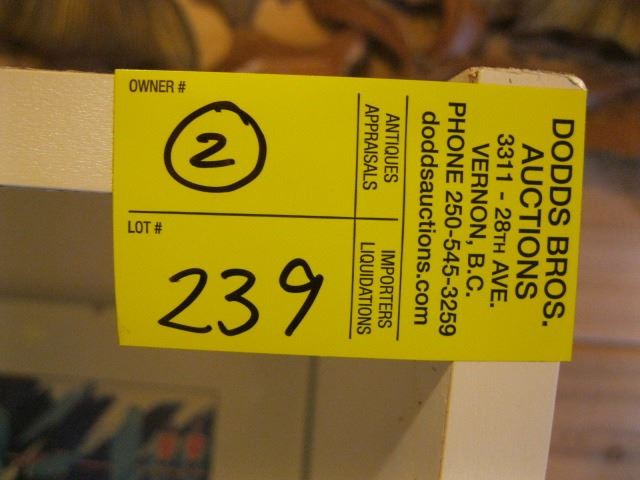 OWNER #
2
LOT #
239
DODDS BROS.
AUCTIONS
3311 - 28TH AVE.
VERNON, B.C.
PHONE 250-545-3259
doddsauctions.com
ANTIQUES
APPRAISALS
IMPORTERS
LIQUIDATIONS